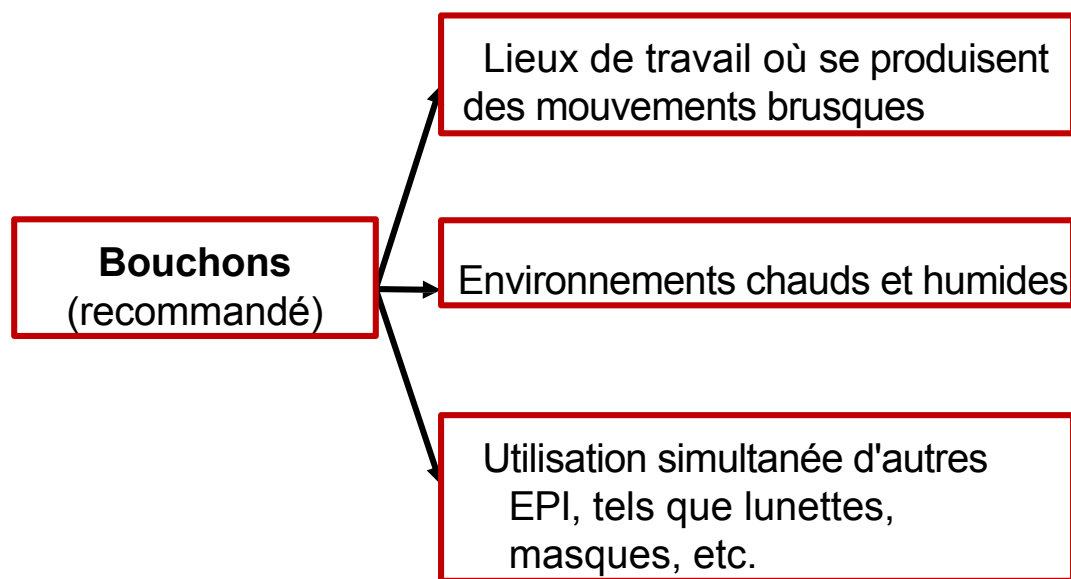 Lieux de travail où se produisent
des mouvements brusques
Bouchons
(recommandé)
Environnements chauds et humides
Utilisation simultanée d'autres
EPI, tels que lunettes,
masques, etc.